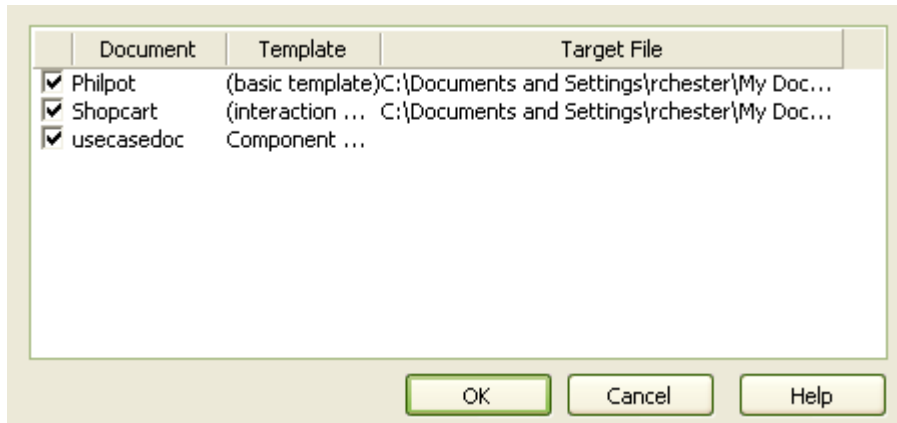 Document Template Target File
Philpot (basic template) C:\Documents and Settings\rchester\My Doc...
Shopcart (interaction ... C:\Documents and Settings\rchester\My Doc...
usecasedoc Component ...
OK Cancel Help